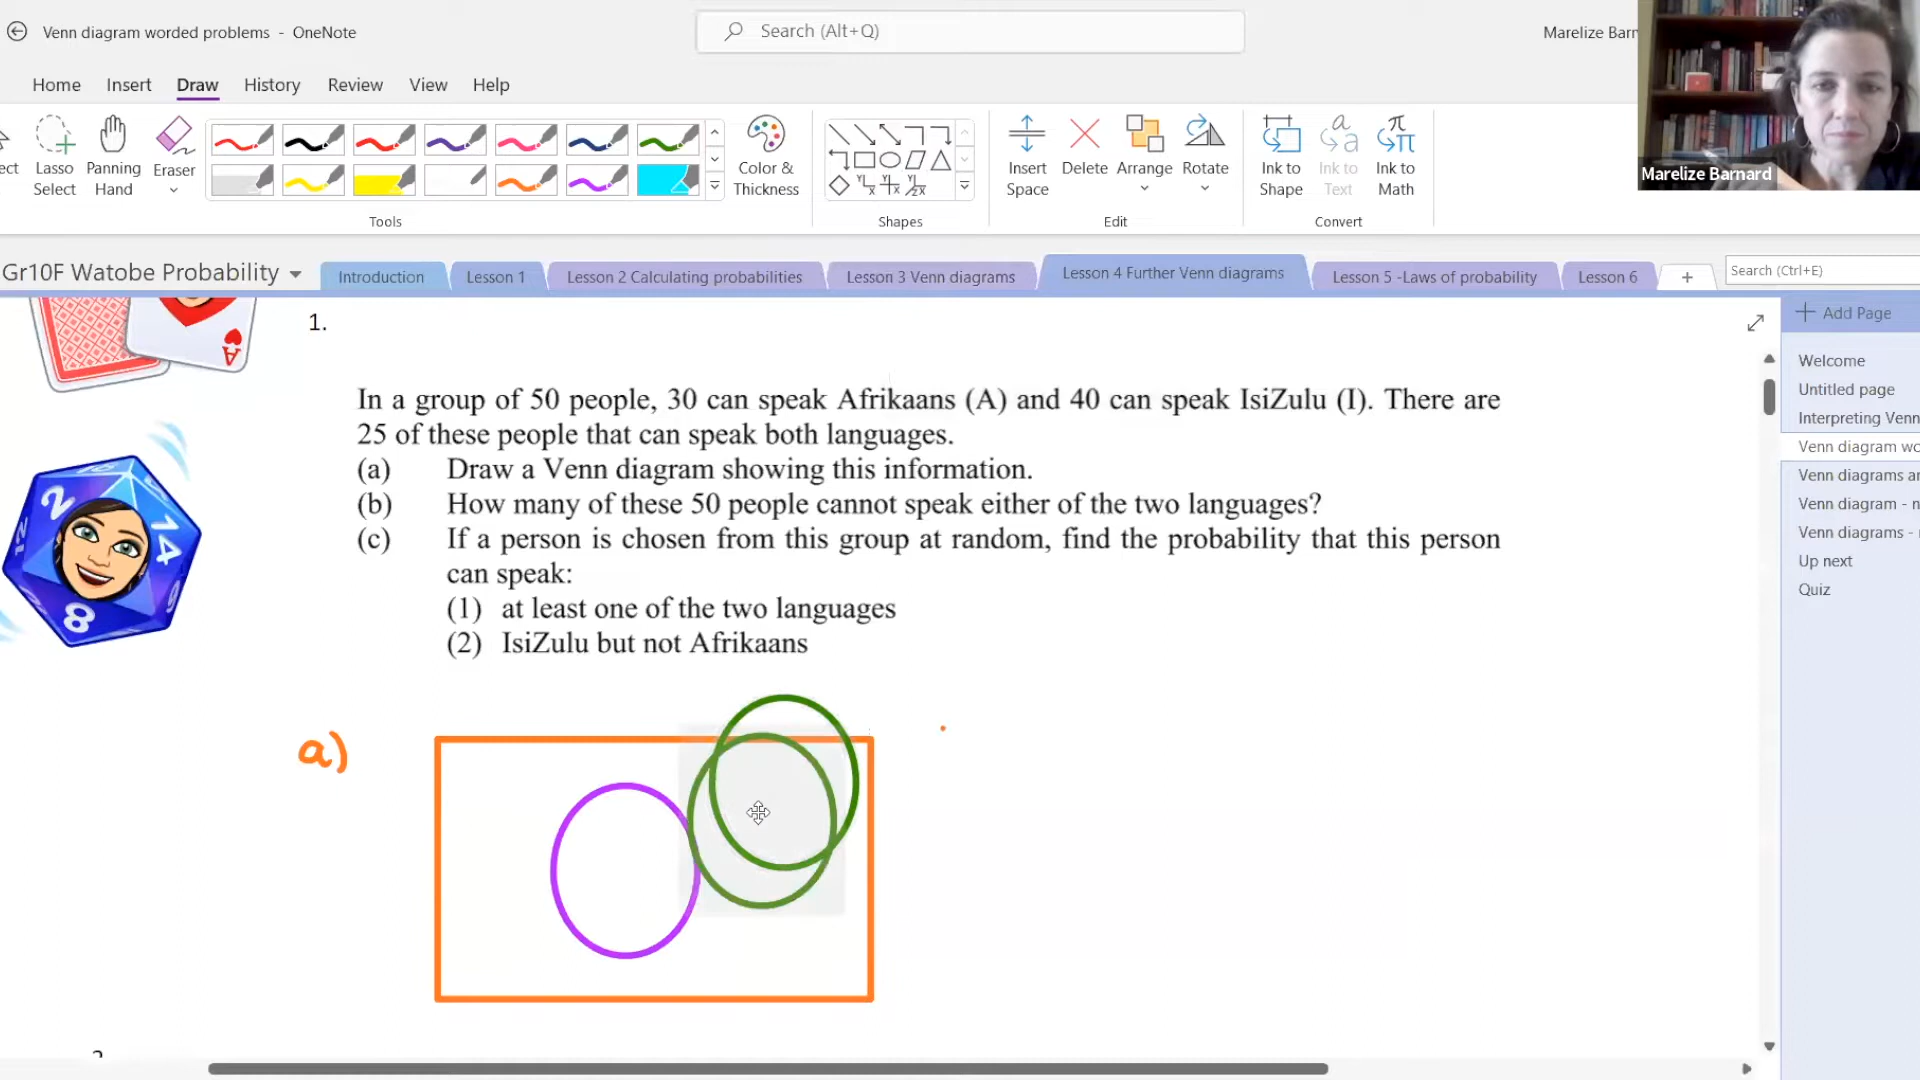 Venn diagram worded problems - OneNote
Search (Alt+Q)
Marelize Barn
Home Insert Draw History Review View Help
Lasso Select
Panning Hand
Eraser
Color & Thickness
Insert Space
Delete
Arrange
Rotate
Ink to Shape
Ink to Text
Ink to Math
Marelize Barnard
Tools
Shapes
Edit
Convert
Gr10F Watobe Probability
Introduction
Lesson 1
Lesson 2 Calculating probabilities
Lesson 3 Venn diagrams
Lesson 4 Further Venn diagrams
Lesson 5 -Laws of probability
Lesson 6
Search (Ctrl+E)
Add Page
Welcome
Untitled page
Interpreting Venn
Venn diagram wo
Venn diagrams ar
Venn diagram - n
Venn diagrams -
Up next
Quiz
A
2
14
8
12
16
1.
In a group of 50 people, 30 can speak Afrikaans (A) and 40 can speak IsiZulu (I). There are
25 of these people that can speak both languages.
(a) Draw a Venn diagram showing this information.
(b) How many of these 50 people cannot speak either of the two languages?
(c) If a person is chosen from this group at random, find the probability that this person
can speak:
(1) at least one of the two languages
(2) IsiZulu but not Afrikaans
a)